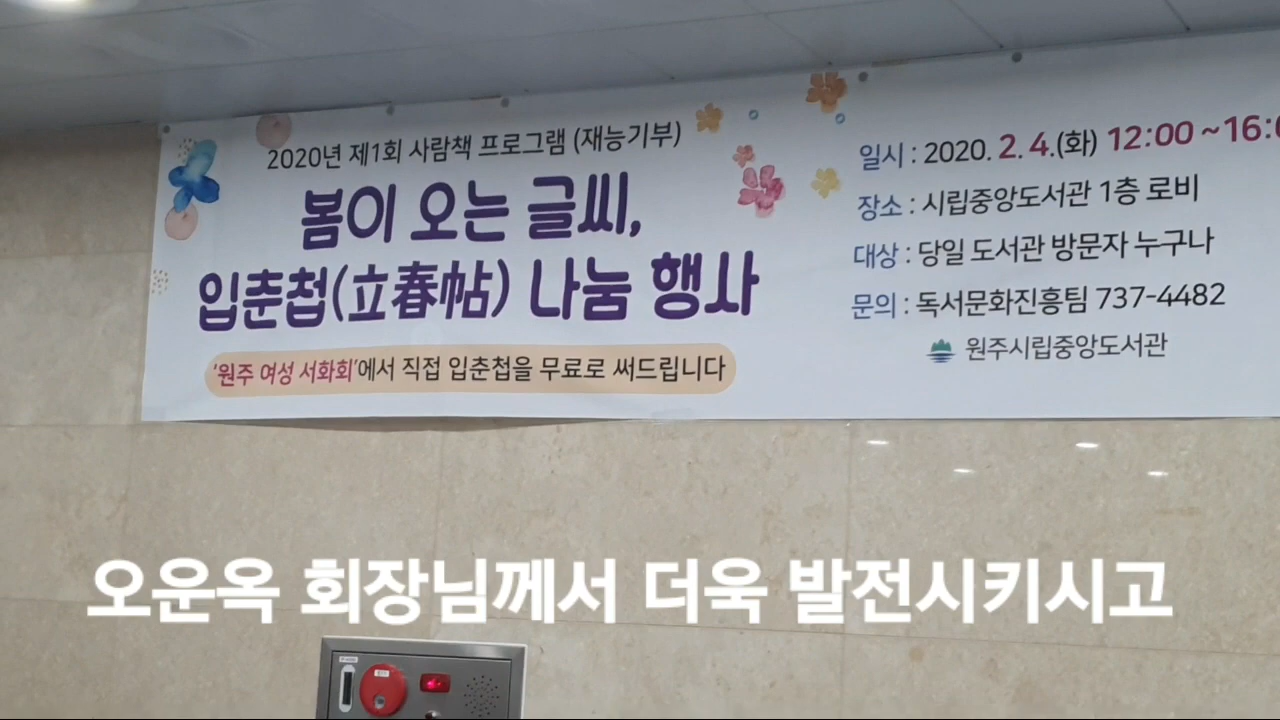 2020년 제1회 사람책 프로그램 (재능기부)
봄이 오는 글씨,
입춘첩(立春帖) 나눔 행사
'원주 여성 서화회'에서 직접 입춘첩을 무료로 써드립니다
일시 : 2020. 2. 4.(화) 12:00 ~16:
장소 : 시립중앙도서관 1층 로비
대상 : 당일 도서관 방문자 누구나
문의 : 독서문화진흥팀 737-4482
원주시립중앙도서관
오운옥 회장님께서 더욱 발전시키시고